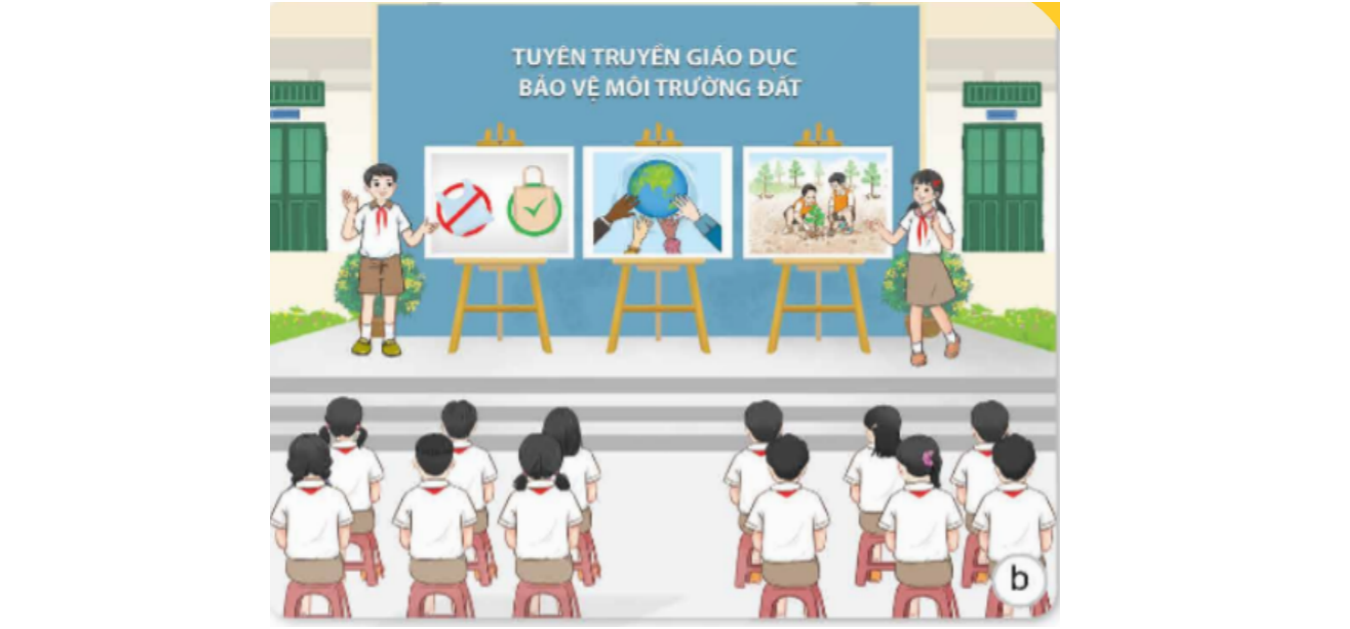 TUYÊN TRUYỀN GIÁO DỤC
BẢO VỆ MÔI TRƯỜNG ĐẤT
b